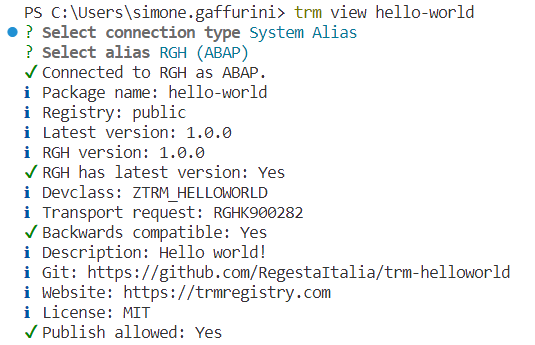 PS C:\Users\simone.gaffurini> trm view hello-world
? Select connection type System Alias
? Select alias RGH (ABAP)
✓ Connected to RGH as ABAP.
i Package name: hello-world
i Registry: public
i Latest version: 1.0.0
i RGH version: 1.0.0
✓ RGH has latest version: Yes
i Devclass: ZTRM_HELLOWORLD
i Transport request: RGHK900282
✓ Backwards compatible: Yes
i Description: Hello world!
i Git: https://github.com/RegestaItalia/trm-helloworld
i Website: https://trmregistry.com
i License: MIT
✓ Publish allowed: Yes